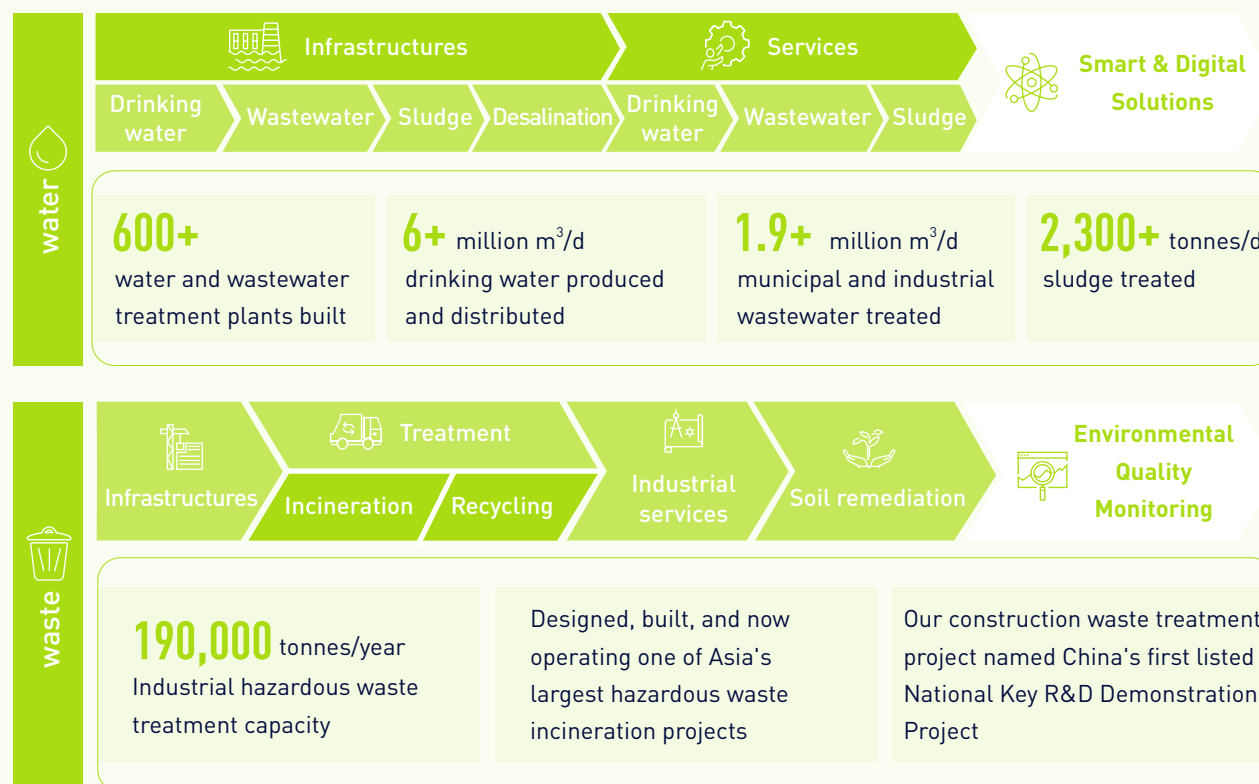 water
Infrastructures
Services
Smart & Digital
Solutions
Drinking
water
Wastewater
Sludge
Desalination
Drinking
water
Wastewater
Sludge
600+
water and wastewater
treatment plants built
6+ million m³/d
drinking water produced
and distributed
1.9+ million m³/d
municipal and industrial
wastewater treated
2,300+ tonnes/d
sludge treated
waste
Infrastructures
Treatment
Incineration
Recycling
Industrial
services
Soil remediation
Environmental
Quality
Monitoring
190,000 tonnes/year
Industrial hazardous waste
treatment capacity
Designed, built, and now
operating one of Asia's
largest hazardous waste
incineration projects
Our construction waste treatment
project named China's first listed
National Key R&D Demonstration
Project